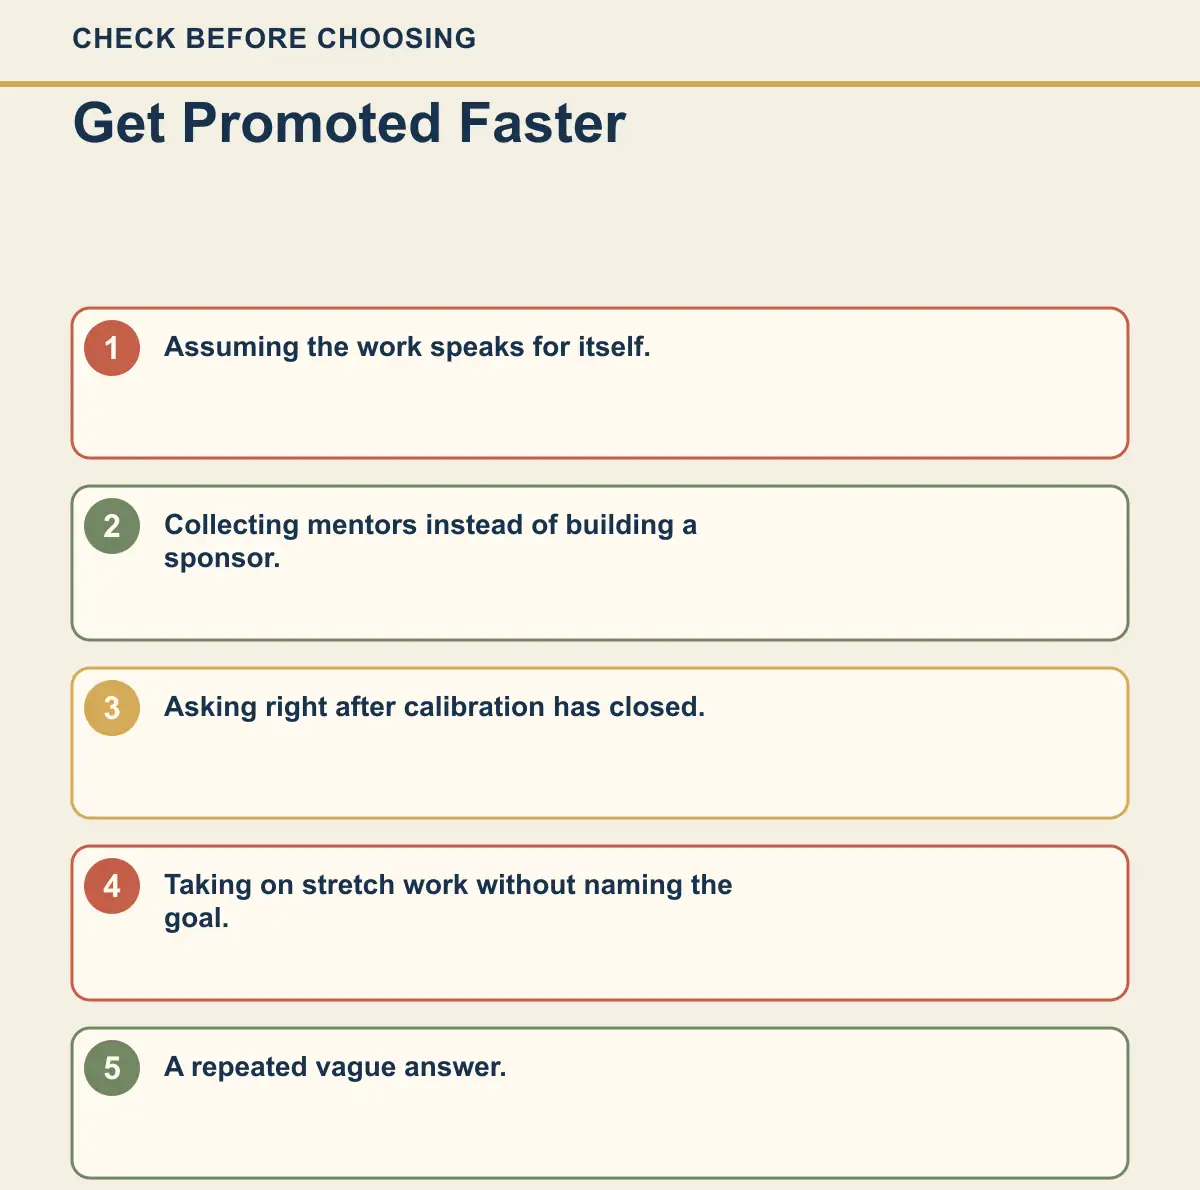 CHECK BEFORE CHOOSING
Get Promoted Faster
1
Assuming the work speaks for itself.
2
Collecting mentors instead of building a
sponsor.
3
Asking right after calibration has closed.
4
Taking on stretch work without naming the
goal.
5
A repeated vague answer.